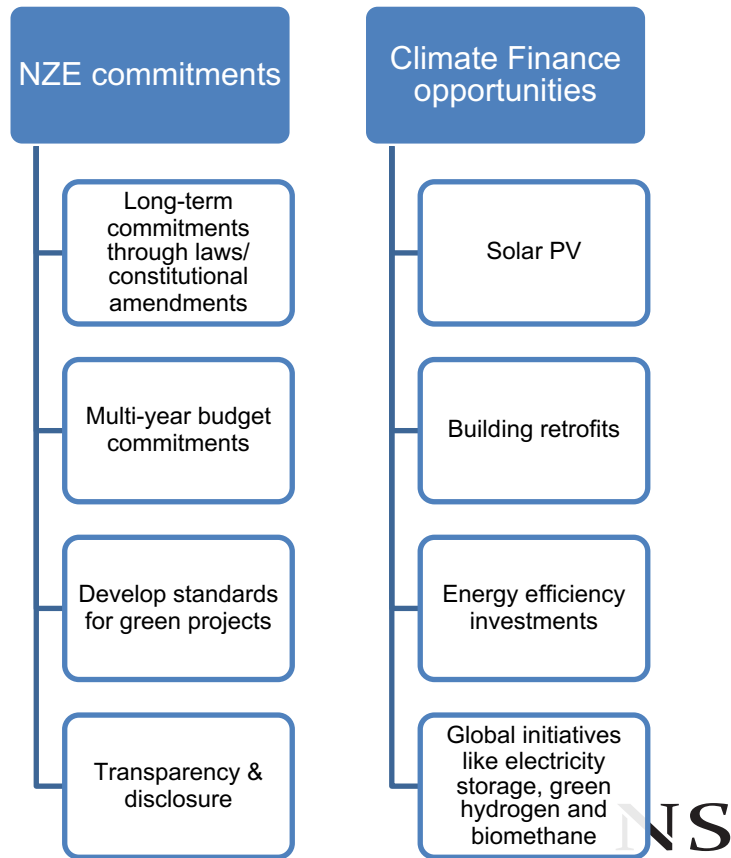 NZE commitments
Long-term
commitments
through laws/
constitutional
amendments
Multi-year budget
commitments
Develop standards
for green projects
Transparency &
disclosure
Climate Finance
opportunities
Solar PV
Building retrofits
Energy efficiency
investments
Global initiatives
like electricity
storage, green
hydrogen and
biomethane
NS